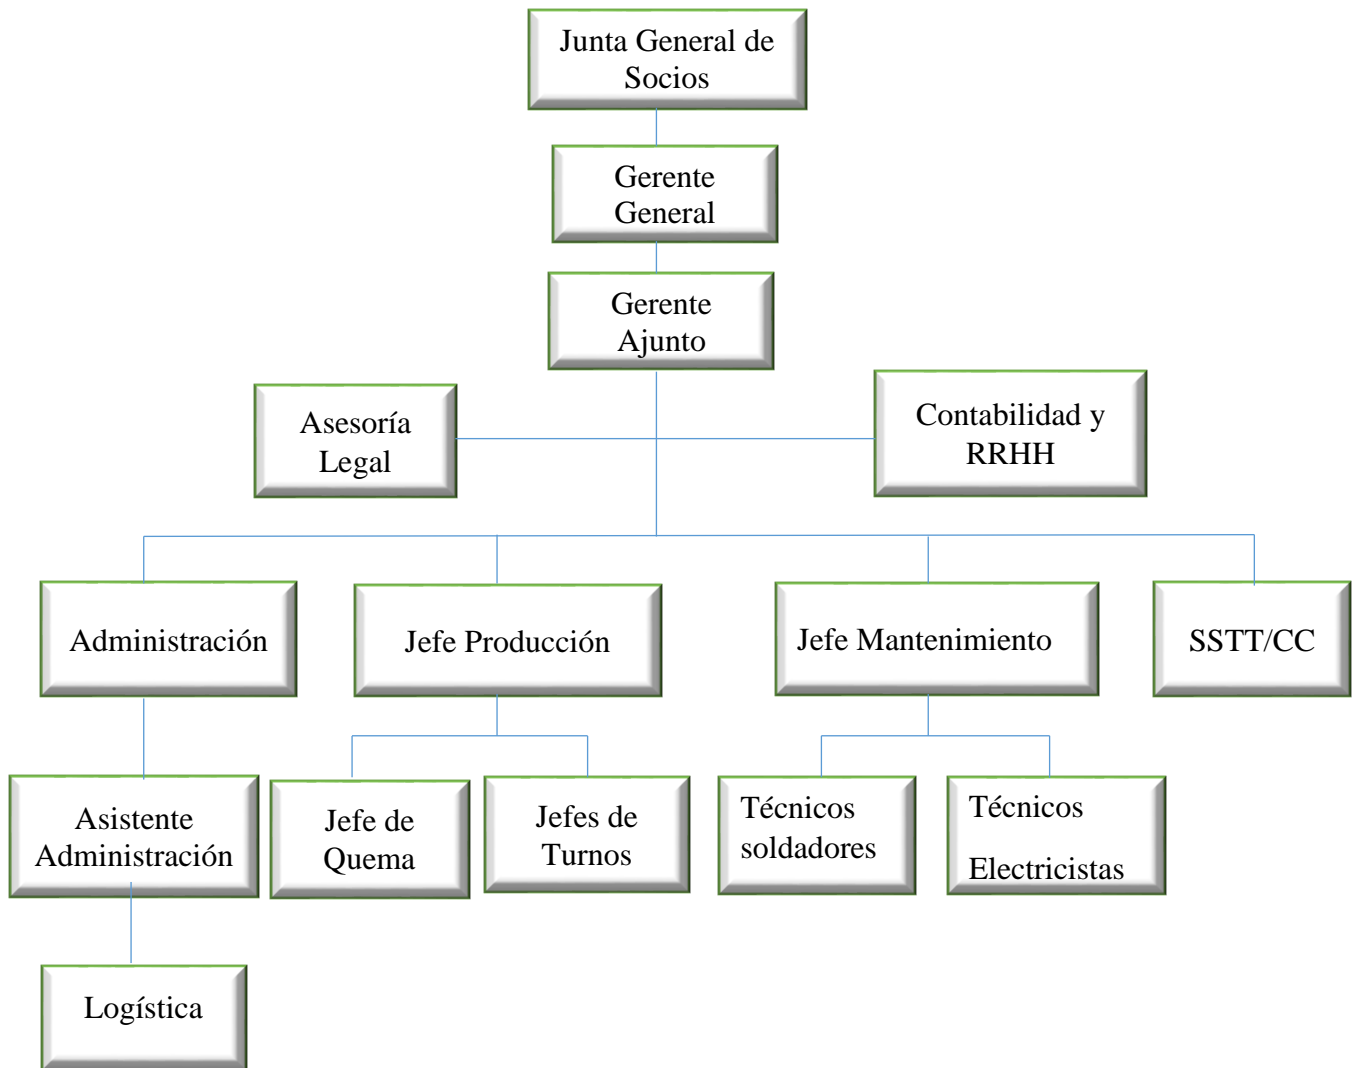 Junta General de
Socios
Gerente
General
Gerente
Ajunto
Asesoría
Legal
Contabilidad y
RRHH
Administración
Jefe Producción
Jefe Mantenimiento
SSTT/CC
Asistente
Administración
Jefe de
Quema
Jefes de
Turnos
Técnicos
soldadores
Técnicos
Electricistas
Logística